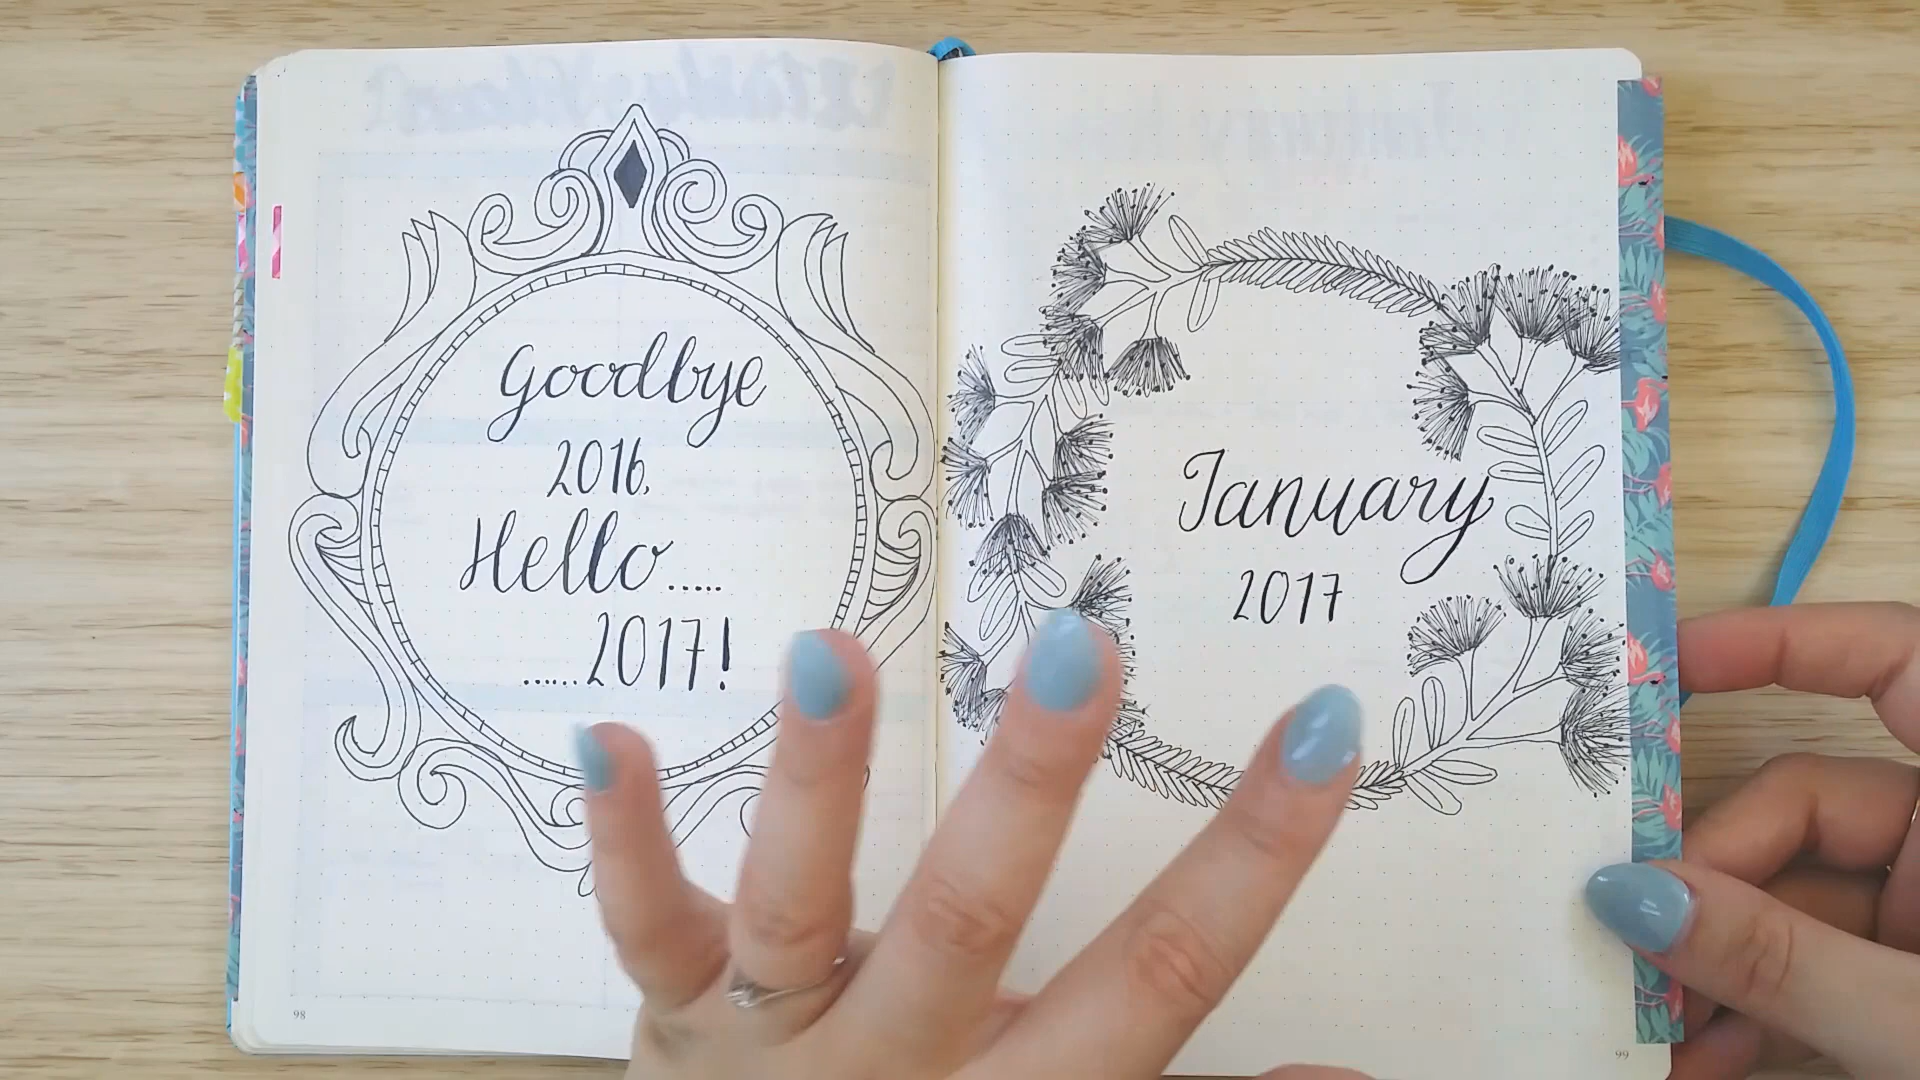 Goodbye
2016,
Hello.....
......2017!
January
2017
98
99